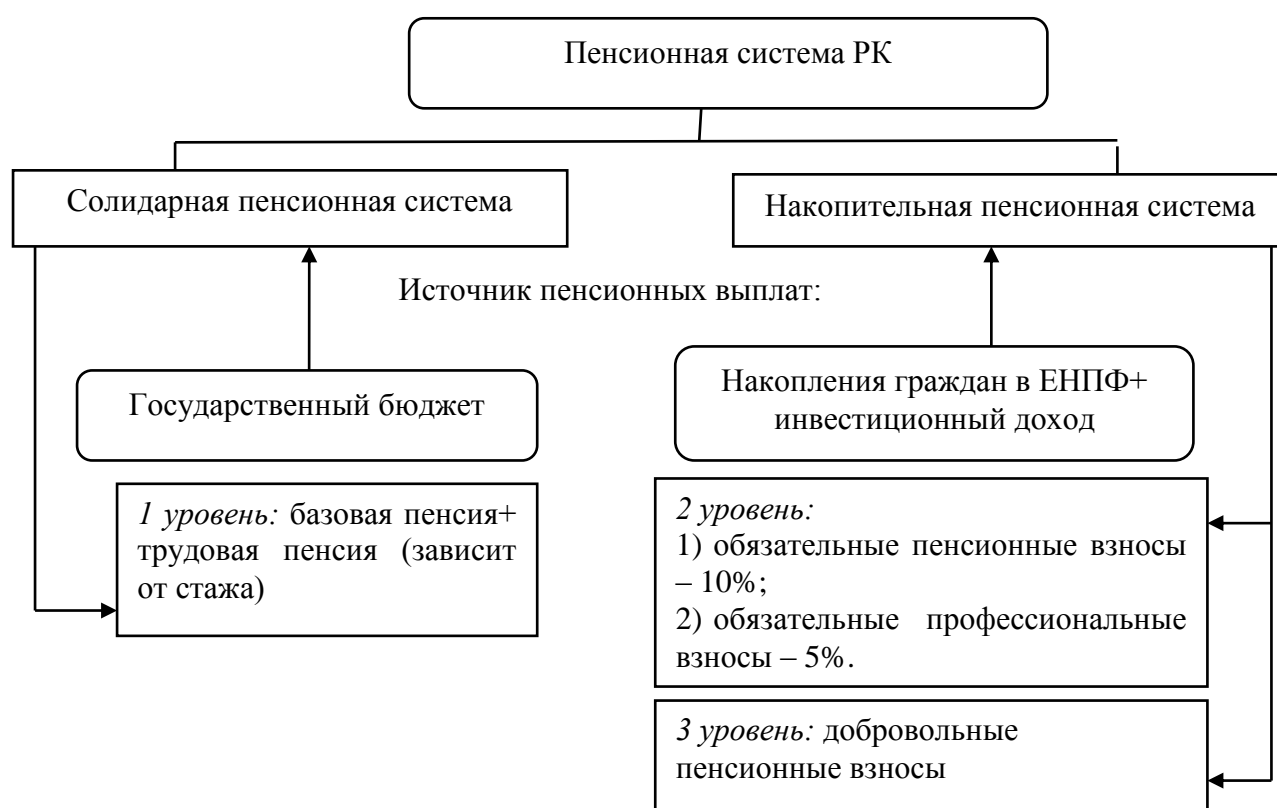 Пенсионная система РК
Солидарная пенсионная система
Накопительная пенсионная система
Источник пенсионных выплат:
Государственный бюджет
Накопления граждан в ЕНПФ+
инвестиционный доход
1 уровень: базовая пенсия+
трудовая пенсия (зависит
от стажа)
2 уровень:
1) обязательные пенсионные взносы
– 10%;
2) обязательные профессиональные
взносы – 5%.
3 уровень: добровольные
пенсионные взносы